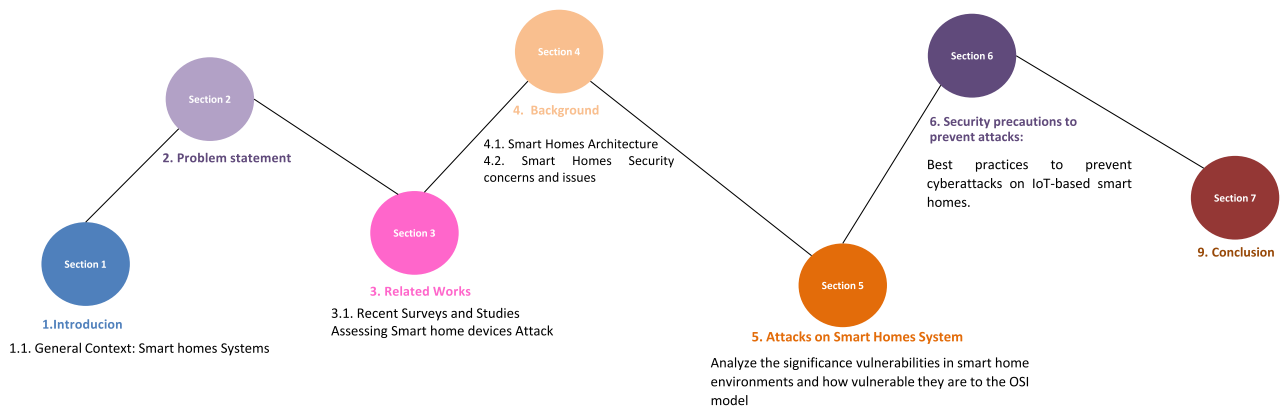 Section 1
1.Introducion
1.1. General Context: Smart homes Systems
Section 2
2. Problem statement
Section 3
3. Related Works
3.1. Recent Surveys and Studies
Assessing Smart home devices Attack
Section 4
4. Background
4.1. Smart Homes Architecture
4.2. Smart Homes Security
concerns and issues
Section 5
5. Attacks on Smart Homes System
Analyze the significance vulnerabilities in smart home
environments and how vulnerable they are to the OSI
model
Section 6
6. Security precautions to
prevent attacks:
Best practices to prevent
cyberattacks on IoT-based smart
homes.
Section 7
9. Conclusion